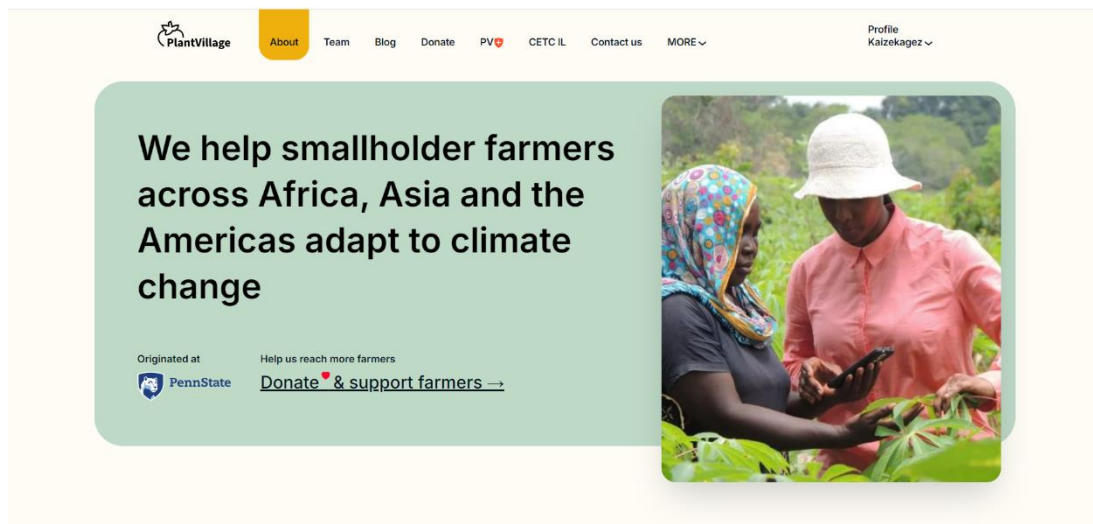 PlantVillage
About
Team
Blog
Donate
PV
CETC IL
Contact us
MORE
Profile
Kaizekagez
We help smallholder farmers
across Africa, Asia and the
Americas adapt to climate
change
Originated at
PennState
Help us reach more farmers
Donate & support farmers →